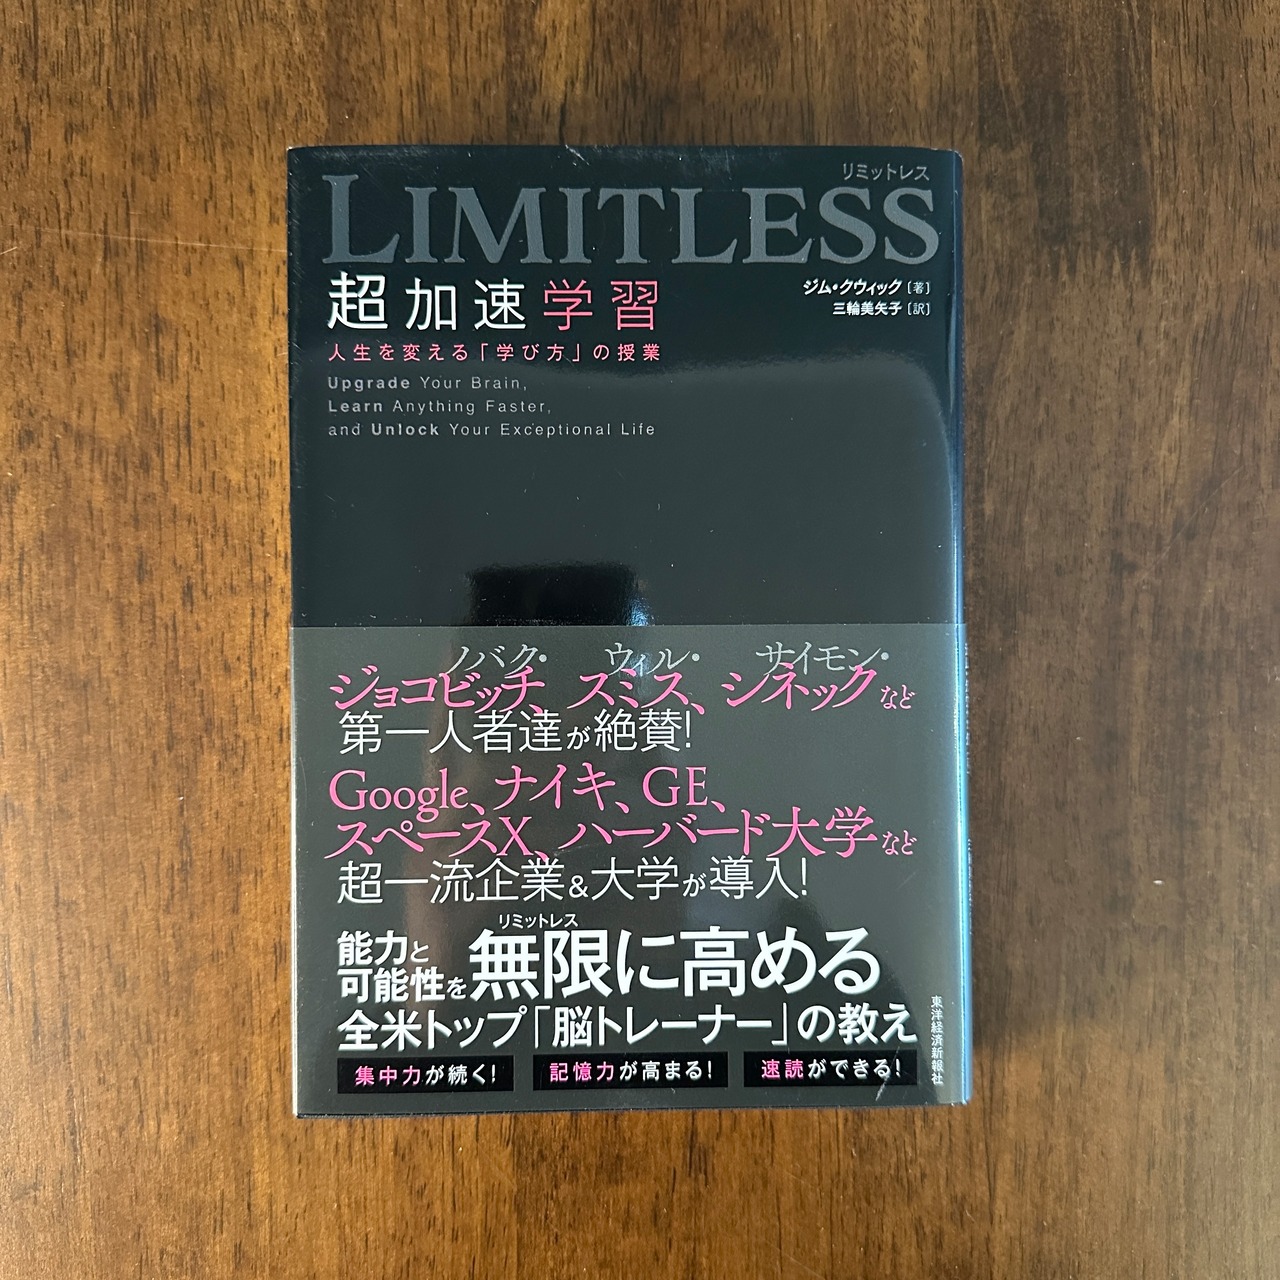 リミットレス
LIMITLESS
超加速学習
ジム・クウィック〔著〕
三輪美矢子〔訳〕
人生を変える「学び方」の授業
Upgrade Your Brain,
Learn Anything Faster,
and Unlock Your Exceptional Life
ノバク・ ウィル・ サイモン・
ジョコビッチ、スミス、シネックなど
第一人者達が絶賛!
Google、ナイキ、GE、
スペースX、ハーバード大学など
超一流企業&大学が導入!
リミットレス
能力と
可能性を無限に高める
全米トップ「脳トレーナー」の教え
集中力が続く! 記憶力が高まる! 速読ができる!
東洋経済新報社